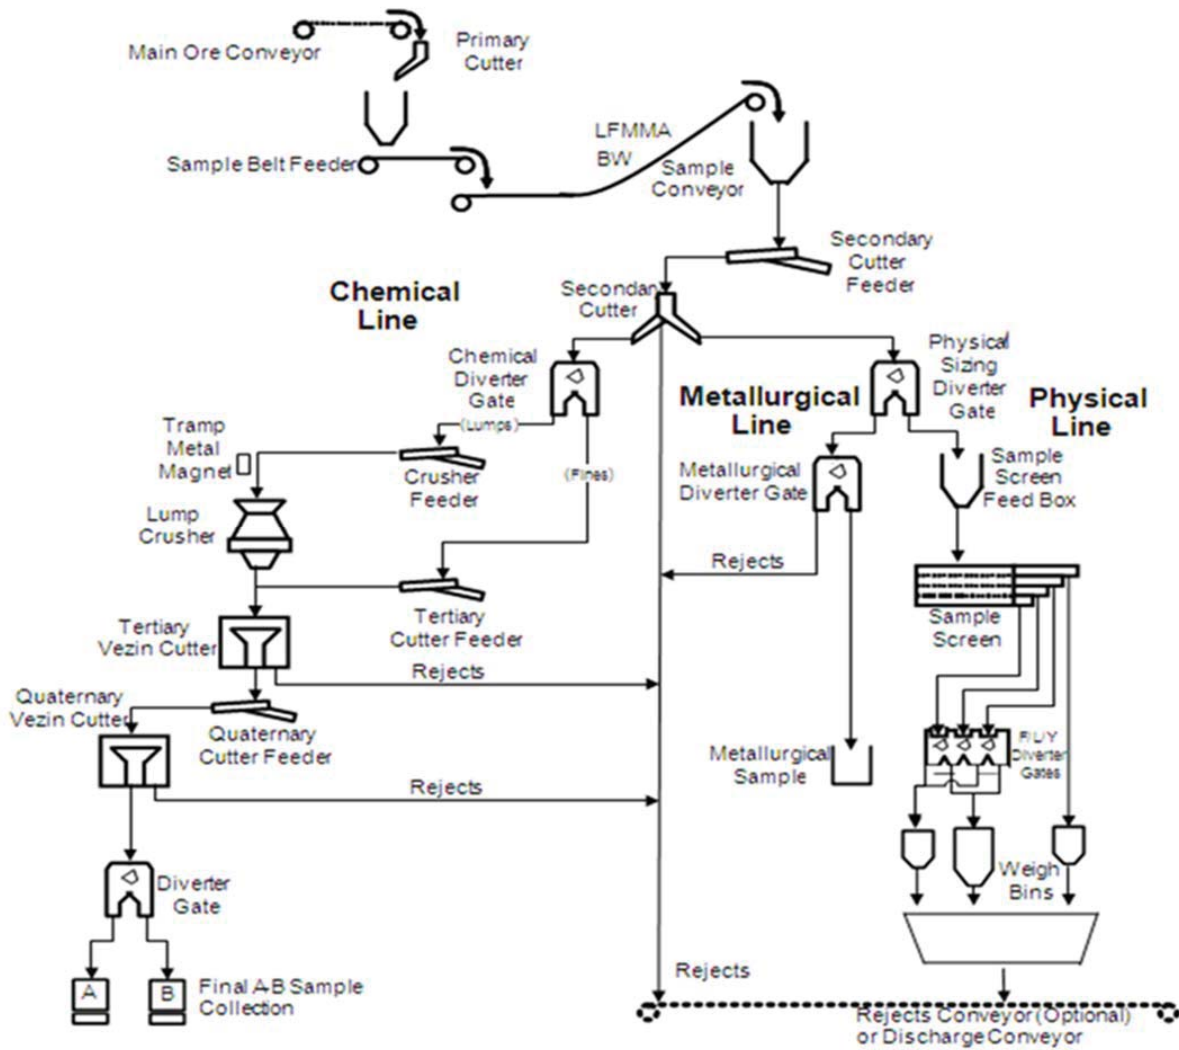 Main Ore Conveyor
Primary
Cutter
Sample Belt Feeder
LFMMA
BW
Sample
Conveyor
Secondary
Cutter
Feeder
Chemical
Line
Secondan
Cutter
Chemical
Diverter
Gate
(Lumps)
(Fines)
Physical
Sizing
Diverter
Gate
Metallurgical
Line
Physical
Line
Tramp
Metal
Magnet
Crusher
Feeder
Metallurgical
Diverter Gate
Sample
Screen
Feed Box
Lump
Crusher
Rejects
Tertiary
Cutter Feeder
Sample
Screen
Tertiary
Vezin Cutter
Rejects
Quaternary
Vezin Cutter
Quaternary
Cutter Feeder
Metallurgical
Sample
F/L/Y
Diverter
Gates
Rejects
Diverter
Gate
Weigh
Bins
A
B
Final A-B Sample
Collection
Rejects
Rejects Conveyor (Optional)
or Discharge Conveyor